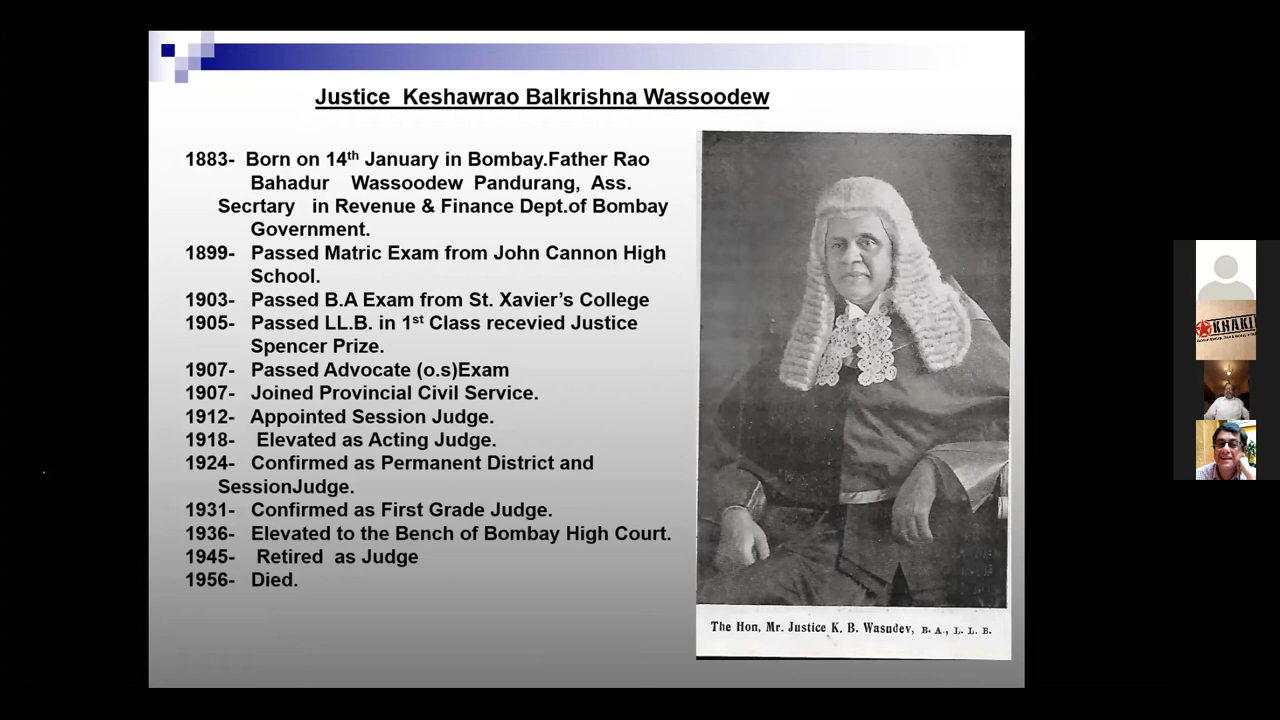 Justice Keshawrao Balkrishna Wassoodew
1883- Born on 14th January in Bombay.Father Rao
Bahadur Wassoodew Pandurang, Ass.
Secrtary in Revenue & Finance Dept.of Bombay
Government.
1899- Passed Matric Exam from John Cannon High
School.
1903- Passed B.A Exam from St. Xavier's College
1905- Passed LL.B. in 1st Class recevied Justice
Spencer Prize.
1907- Passed Advocate (o.s)Exam
1907- Joined Provincial Civil Service.
1912- Appointed Session Judge.
1918- Elevated as Acting Judge.
1924- Confirmed as Permanent District and
SessionJudge.
1931- Confirmed as First Grade Judge.
1936- Elevated to the Bench of Bombay High Court.
1945- Retired as Judge
1956- Died.
The Hon. Mr. Justice K. B. Wasudev, B. A., L. L. B.
KHAKI